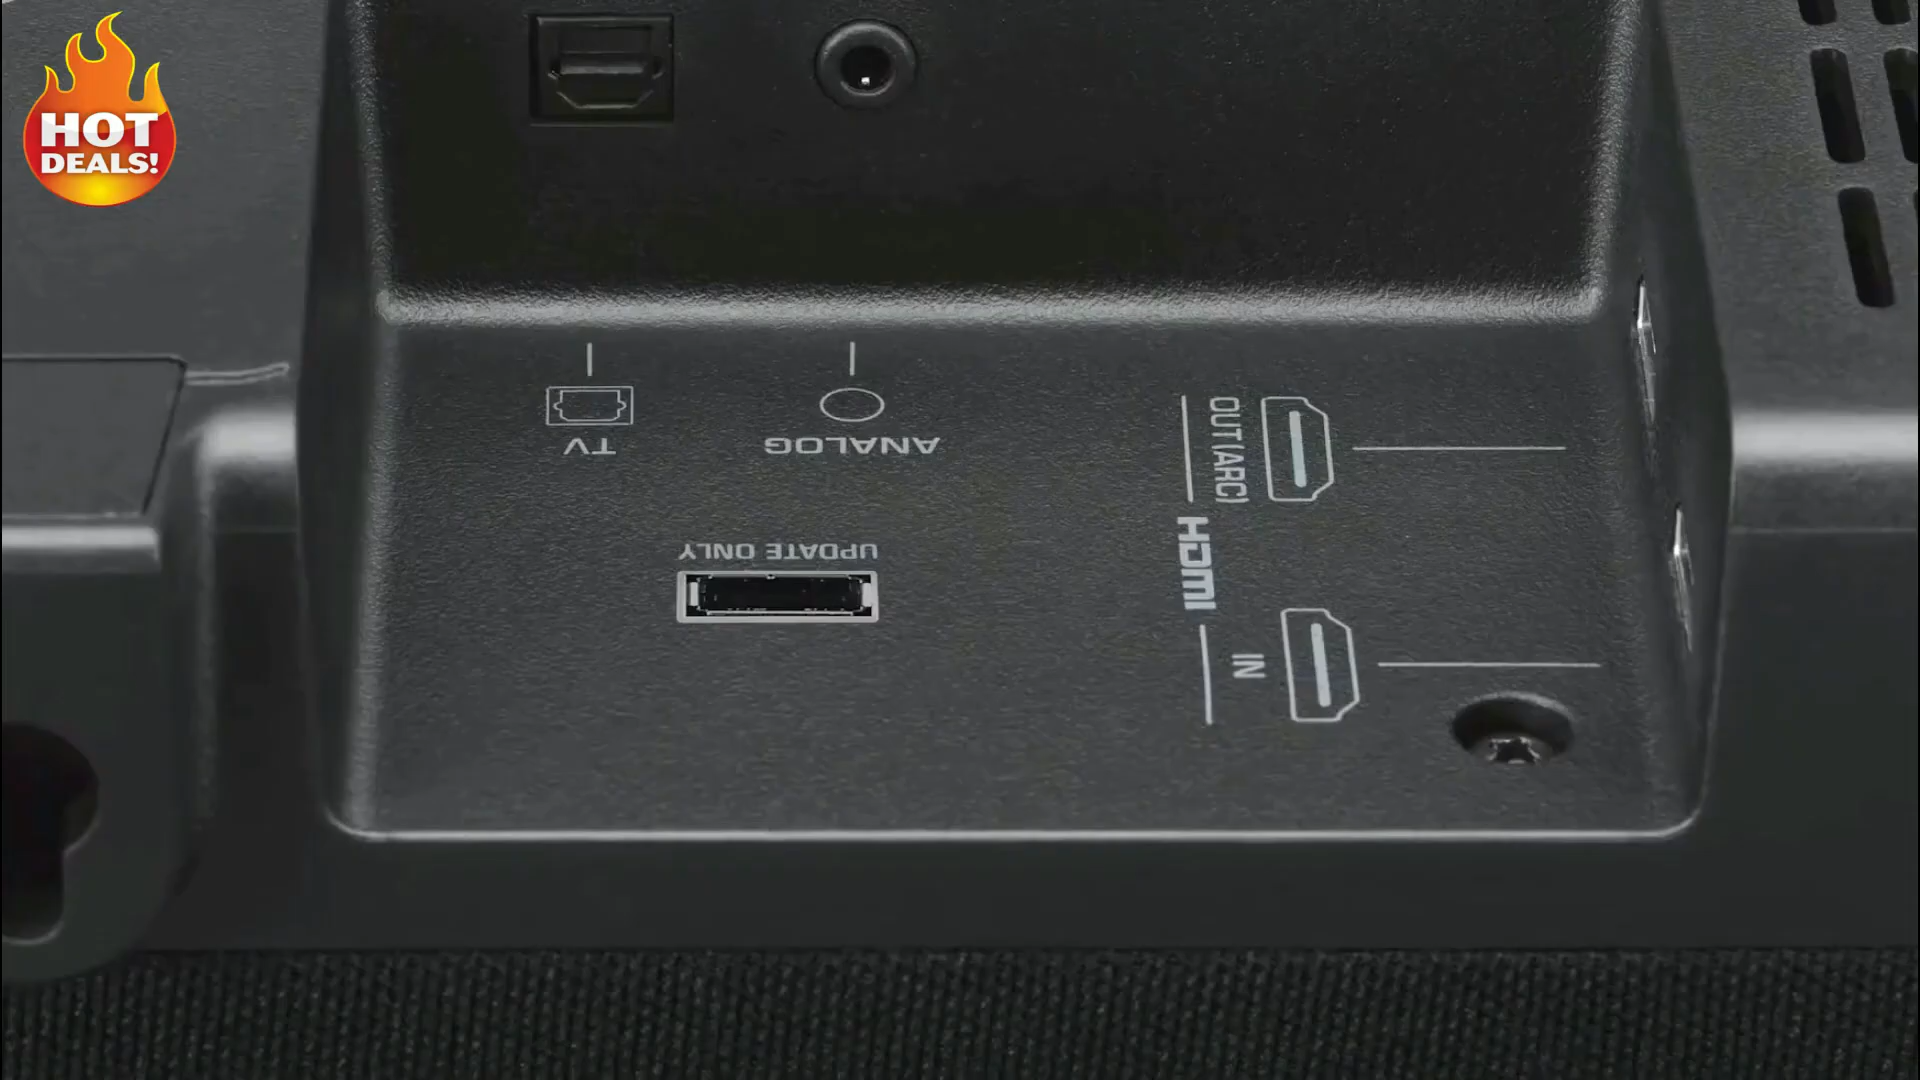 HOT
DEALS!
TV
ANALOG
OUT(ARC)
HDMI
IN
UPDATE ONLY